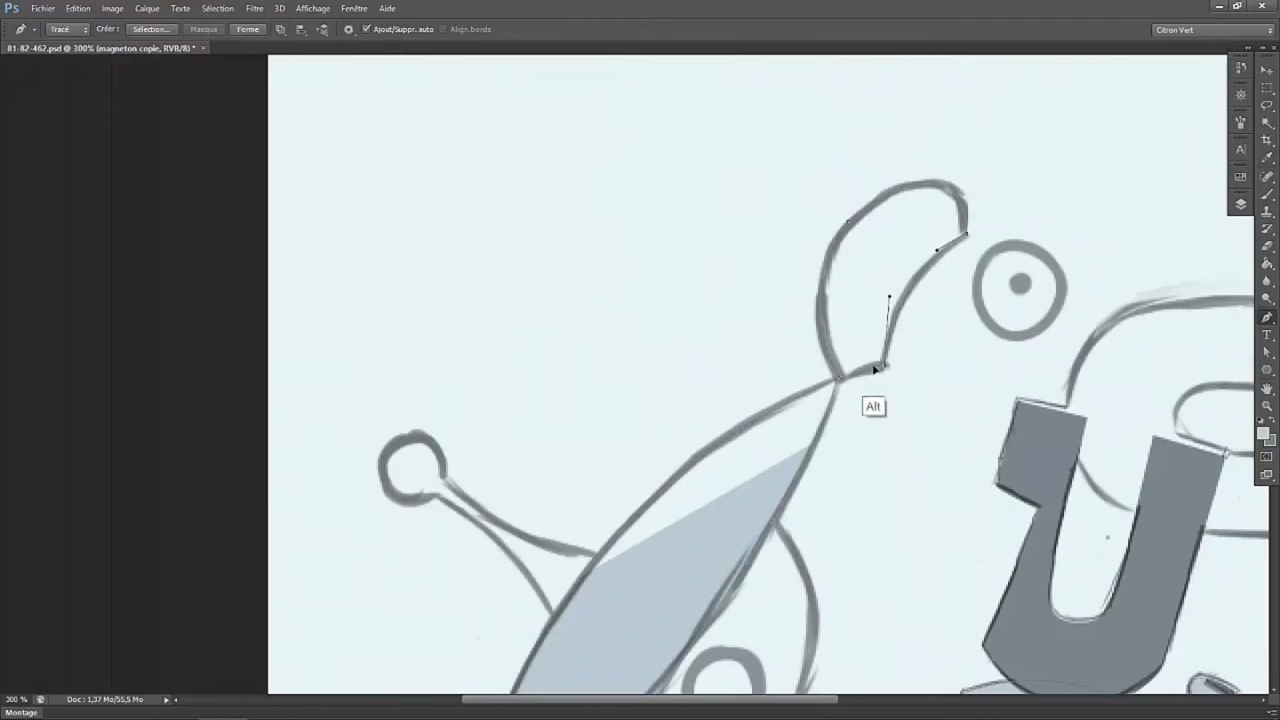 Ps Fichier Edition Image Calque Texte Sélection Filtre 3D Affichage Fenêtre Aide
Tracé Créer : Sélection... Masque Forme Ajout/Suppr. auto Align.bords Citron Vert
81-82-462.psd @ 300% (magneton copie, RVB/8) * ×
A
T
Alt
300 % Doc : 1,37 Mo/55,5 Mo
Montage